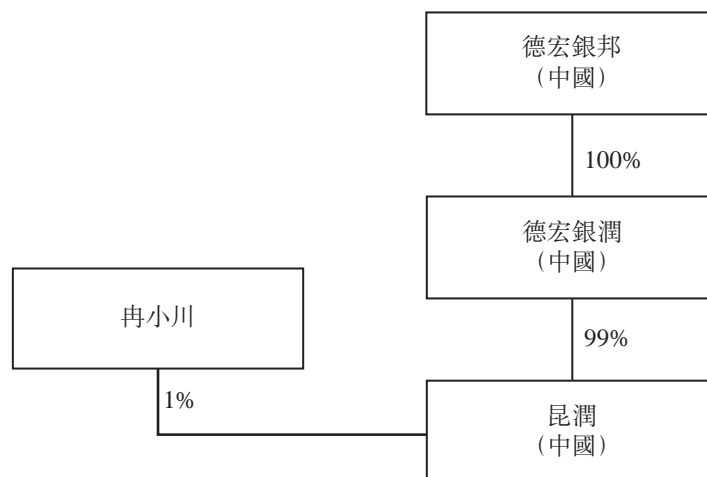 德宏銀邦
（中國）
100%
德宏銀潤
（中國）
冉小川
99%
1%
昆潤
（中國）